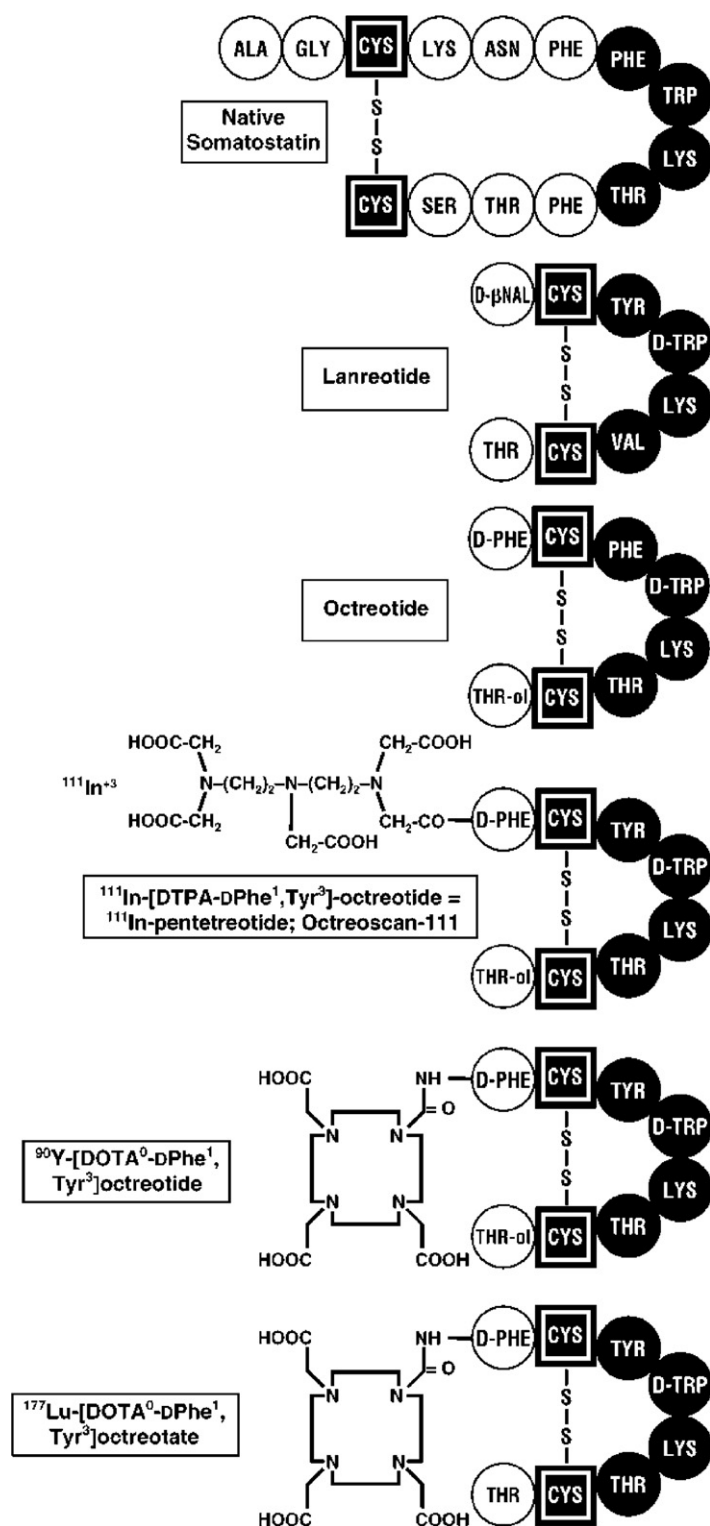 ALA GLY CYS LYS ASN PHE PHE
TRP
S
Native
Somatostatin
S
LYS
CYS SER THR PHE THR
D-βNAL CYS TYR
D-TRP
S
Lanreotide
S
LYS
THR CYS VAL
D-PHE CYS PHE
D-TRP
S
Octreotide
S
LYS
THR-ol CYS THR
HOOC-CH₂ CH₂-COOH
¹¹¹In⁺³ N-(CH₂)₂-N-(CH₂)₂-N
HOOC-CH₂ CH₂-CO D-PHE CYS TYR
CH₂-COOH
D-TRP
S
¹¹¹In-[DTPA-DPhe¹,Tyr³]-octreotide =
¹¹¹In-pentetreotide; Octreoscan-111
S
LYS
THR-ol CYS THR
HOOC NH D-PHE CYS TYR
= O
N N
D-TRP
S
⁹⁰Y-[DOTA⁰-DPhe¹,
Tyr³]octreotide
S
LYS
N N
THR-ol CYS THR
HOOC COOH
HOOC NH D-PHE CYS TYR
= O
N N
D-TRP
S
¹⁷⁷Lu-[DOTA⁰-DPhe¹,
Tyr³]octreotate
S
LYS
N N
THR CYS THR
HOOC COOH